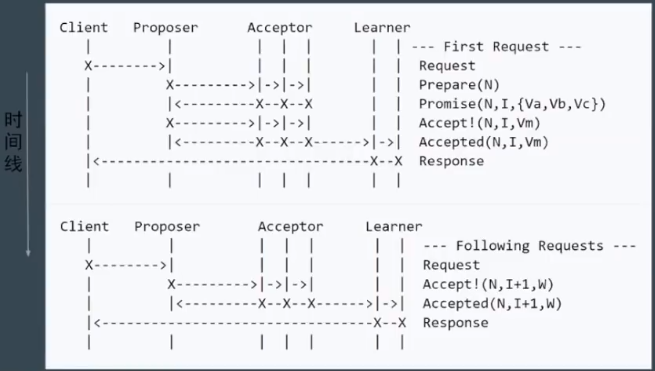 时间线
Client   Proposer      Acceptor     Learner
   |         |          |  |  |       |  | --- First Request ---
   X-------->|          |  |  |       |  | Request
   |         X--------->|->|->|       |  | Prepare(N)
   |         |<---------X--X--X       |  | Promise(N,I,{Va,Vb,Vc})
   |         X--------->|->|->|       |  | Accept!(N,I,Vm)
   |         |<---------X--X--X------>|->| Accepted(N,I,Vm)
   |<---------------------------------X--X Response
   |         |          |  |  |       |  |
Client   Proposer       Acceptor     Learner
   |         |          |  |  |       |  | --- Following Requests ---
   X-------->|          |  |  |       |  | Request
   |         X--------->|->|->|       |  | Accept!(N,I+1,W)
   |         |<---------X--X--X------>|->| Accepted(N,I+1,W)
   |<---------------------------------X--X Response
   |         |          |  |  |       |  |